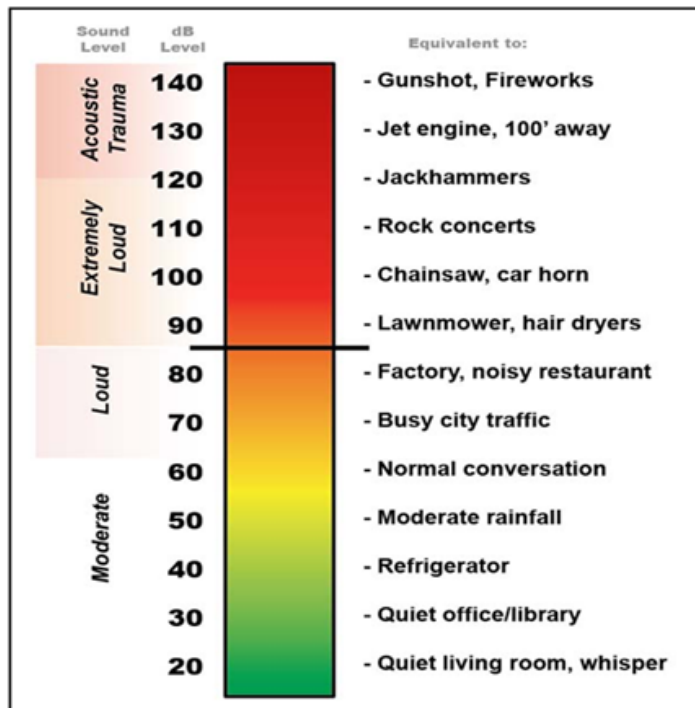 Sound Level
dB Level
Equivalent to:
Acoustic Trauma
Extremely Loud
Loud
Moderate
140 - Gunshot, Fireworks
130 - Jet engine, 100’ away
120 - Jackhammers
110 - Rock concerts
100 - Chainsaw, car horn
90 - Lawnmower, hair dryers
80 - Factory, noisy restaurant
70 - Busy city traffic
60 - Normal conversation
50 - Moderate rainfall
40 - Refrigerator
30 - Quiet office/library
20 - Quiet living room, whisper